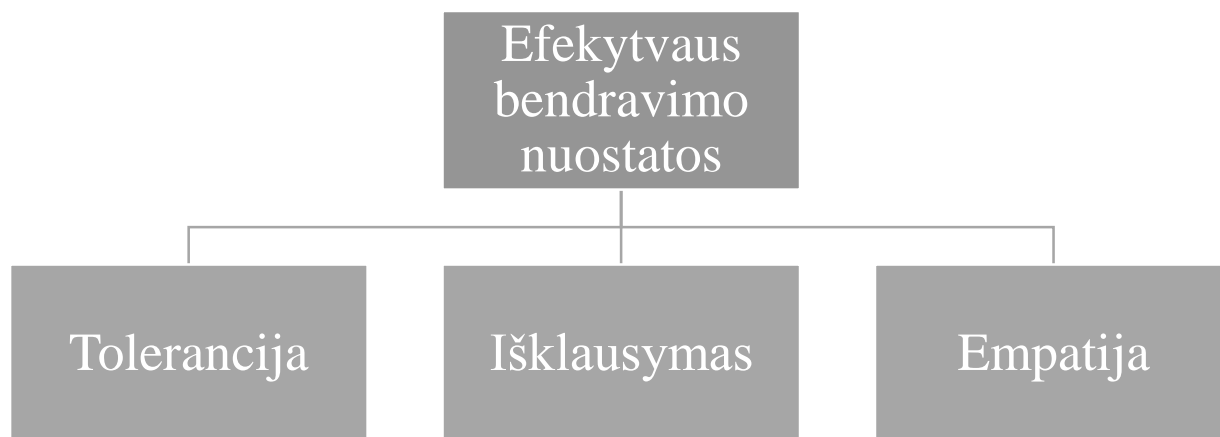 Efekytvaus
bendravimo
nuostatos
Tolerancija
Išklausymas
Empatija